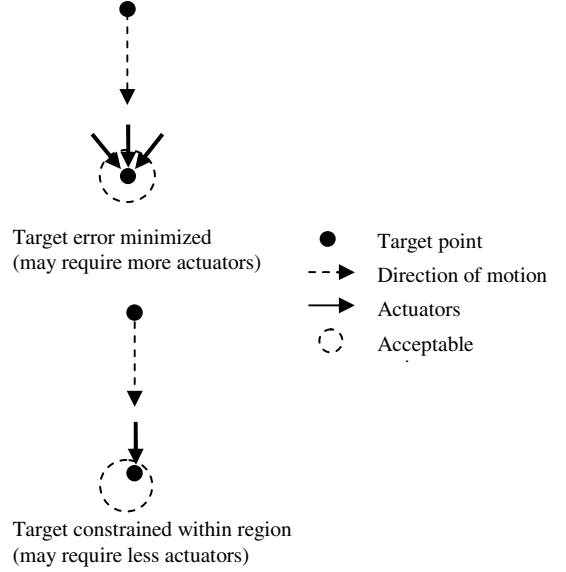 Target error minimized
(may require more actuators)
Target point
Direction of motion
Actuators
Acceptable
Target constrained within region
(may require less actuators)